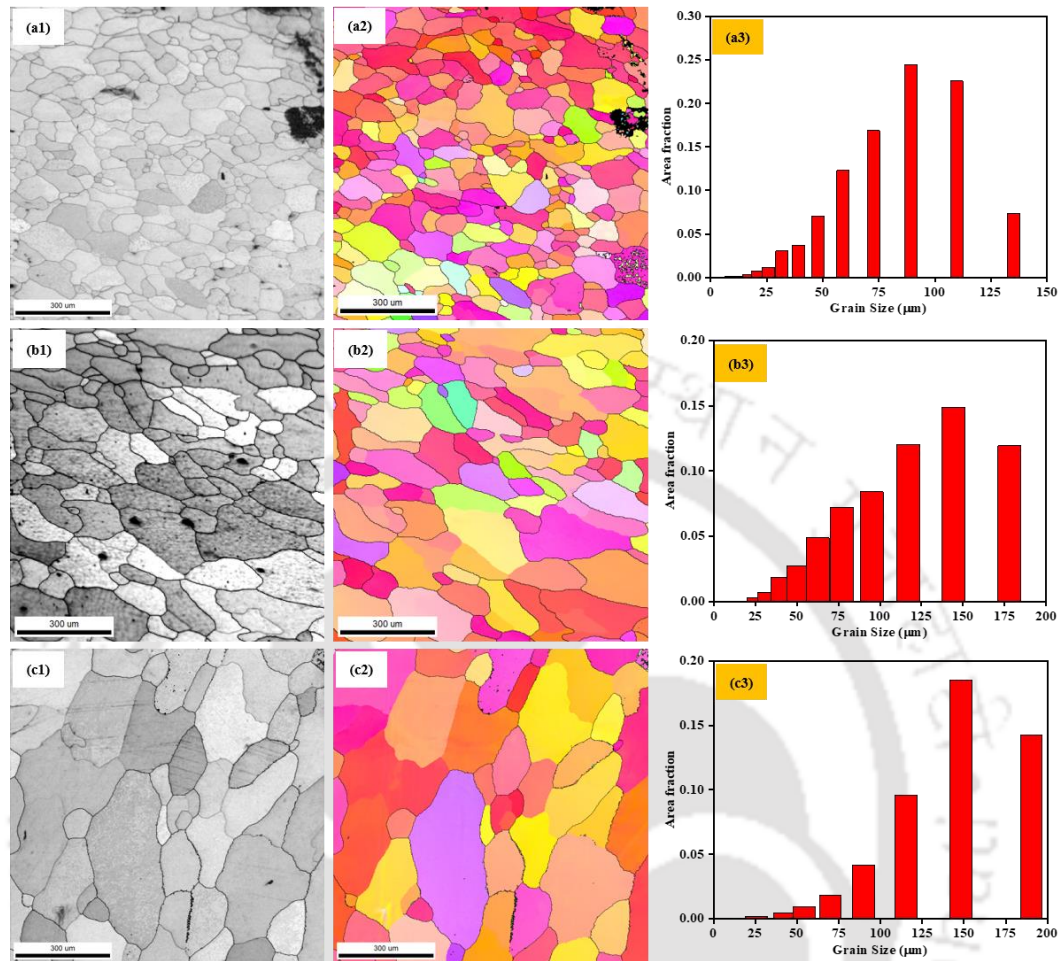 (a1)
300 um
(a2)
300 um
(a3)
0.30
0.25
0.20
0.15
0.10
0.05
0.00
Area fraction
0 25 50 75 100 125 150
Grain Size (μm)
(b1)
300 um
(b2)
300 um
(b3)
0.20
0.15
0.10
0.05
0.00
Area fraction
0 25 50 75 100 125 150 175 200
Grain Size (μm)
(c1)
300 um
(c2)
300 um
(c3)
0.20
0.15
0.10
0.05
0.00
Area fraction
0 25 50 75 100 125 150 175 200
Grain Size (μm)